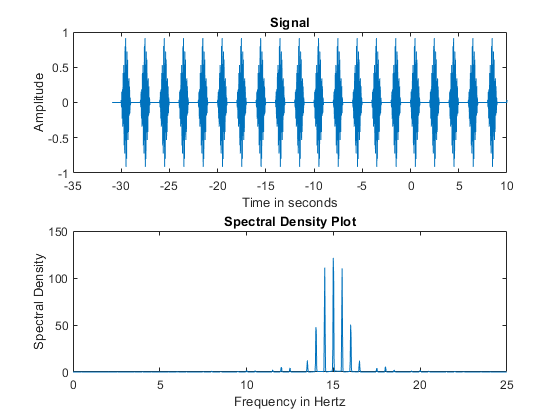 Signal
1
0.5
0
-0.5
-1
Amplitude
-35 -30 -25 -20 -15 -10 -5 0 5 10
Time in seconds
Spectral Density Plot
150
100
50
0
Spectral Density
0 5 10 15 20 25
Frequency in Hertz